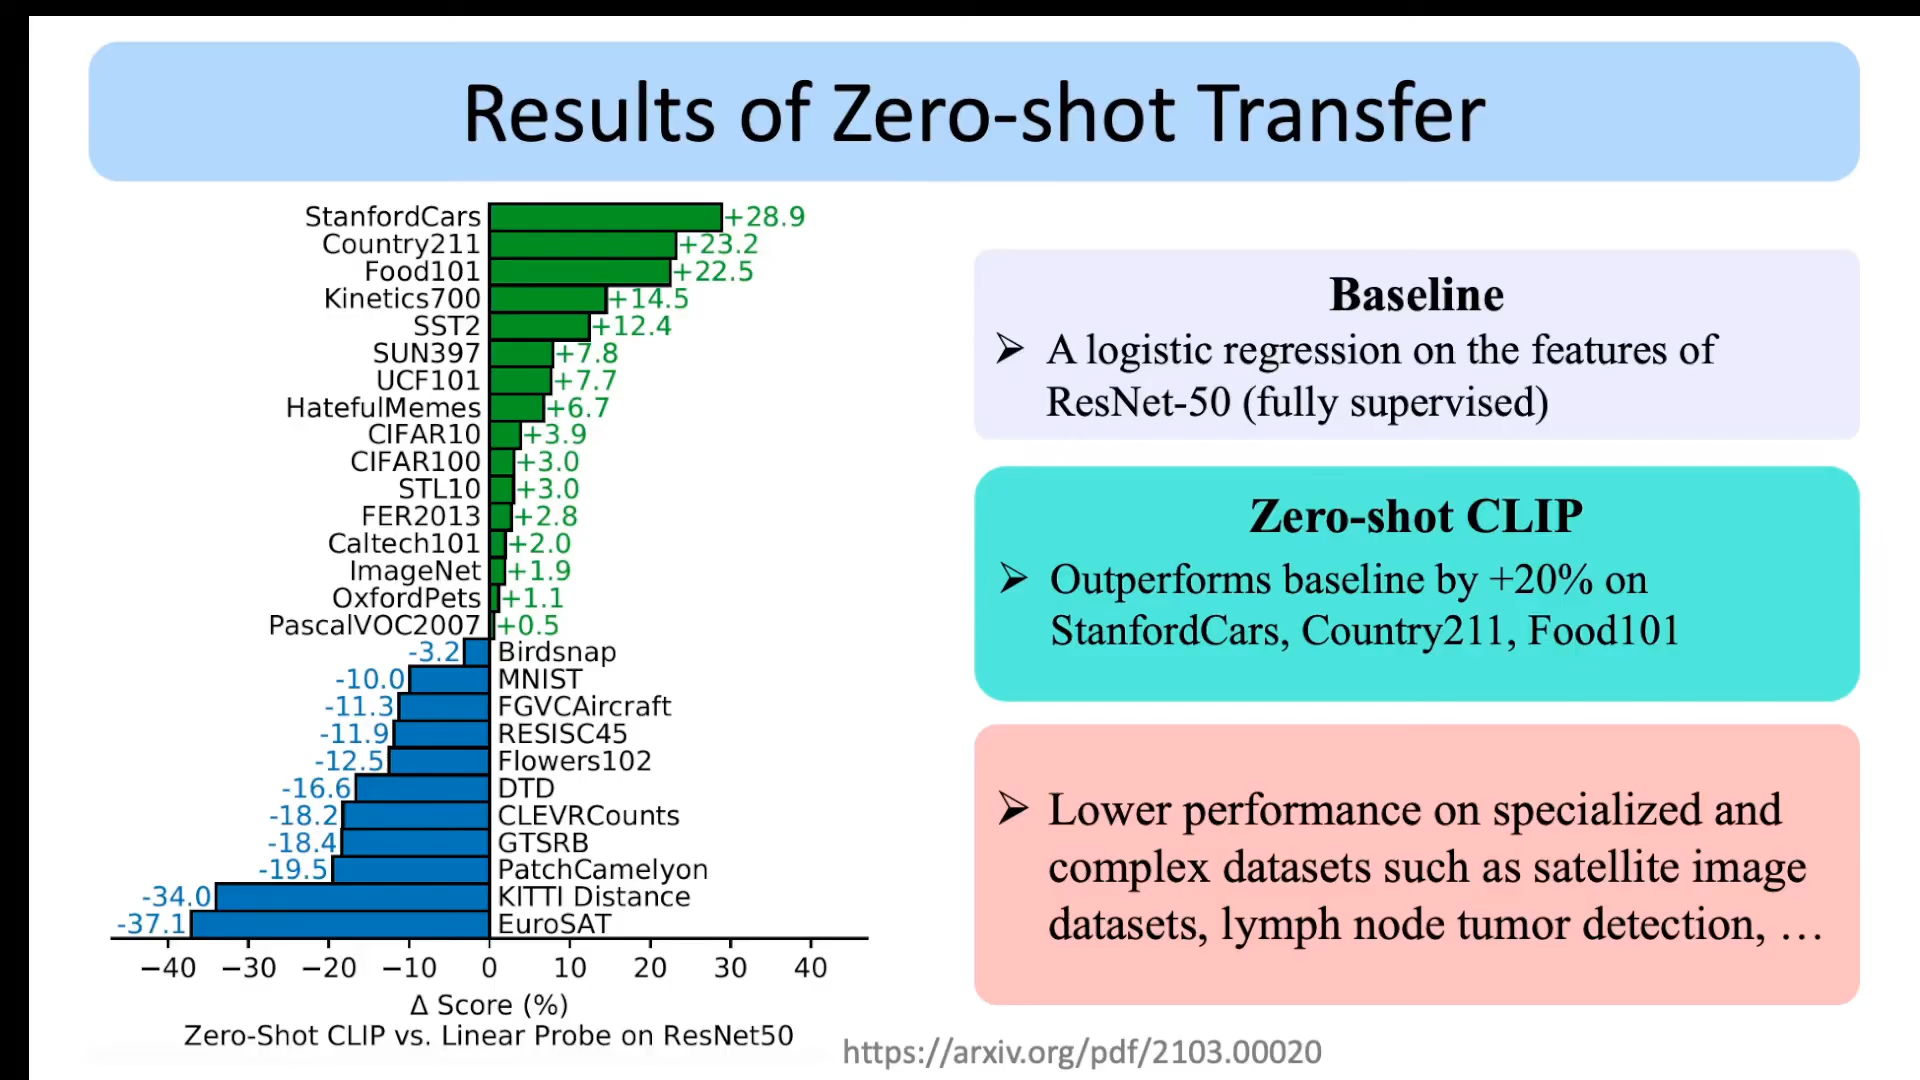 Results of Zero-shot Transfer
StanfordCars +28.9
Country211 +23.2
Food101 +22.5
Kinetics700 +14.5
SST2 +12.4
SUN397 +7.8
UCF101 +7.7
HatefulMemes +6.7
CIFAR10 +3.9
CIFAR100 +3.0
STL10 +3.0
FER2013 +2.8
Caltech101 +2.0
ImageNet +1.9
OxfordPets +1.1
PascalVOC2007 +0.5
-3.2 Birdsnap
-10.0 MNIST
-11.3 FGVCAircraft
-11.9 RESISC45
-12.5 Flowers102
-16.6 DTD
-18.2 CLEVRCounts
-18.4 GTSRB
-19.5 PatchCamelyon
-34.0 KITTI Distance
-37.1 EuroSAT
−40 −30 −20 −10 0 10 20 30 40
Δ Score (%)
Zero-Shot CLIP vs. Linear Probe on ResNet50
Baseline
➢ A logistic regression on the features of
ResNet-50 (fully supervised)
Zero-shot CLIP
➢ Outperforms baseline by +20% on
StanfordCars, Country211, Food101
➢ Lower performance on specialized and
complex datasets such as satellite image
datasets, lymph node tumor detection, …
https://arxiv.org/pdf/2103.00020